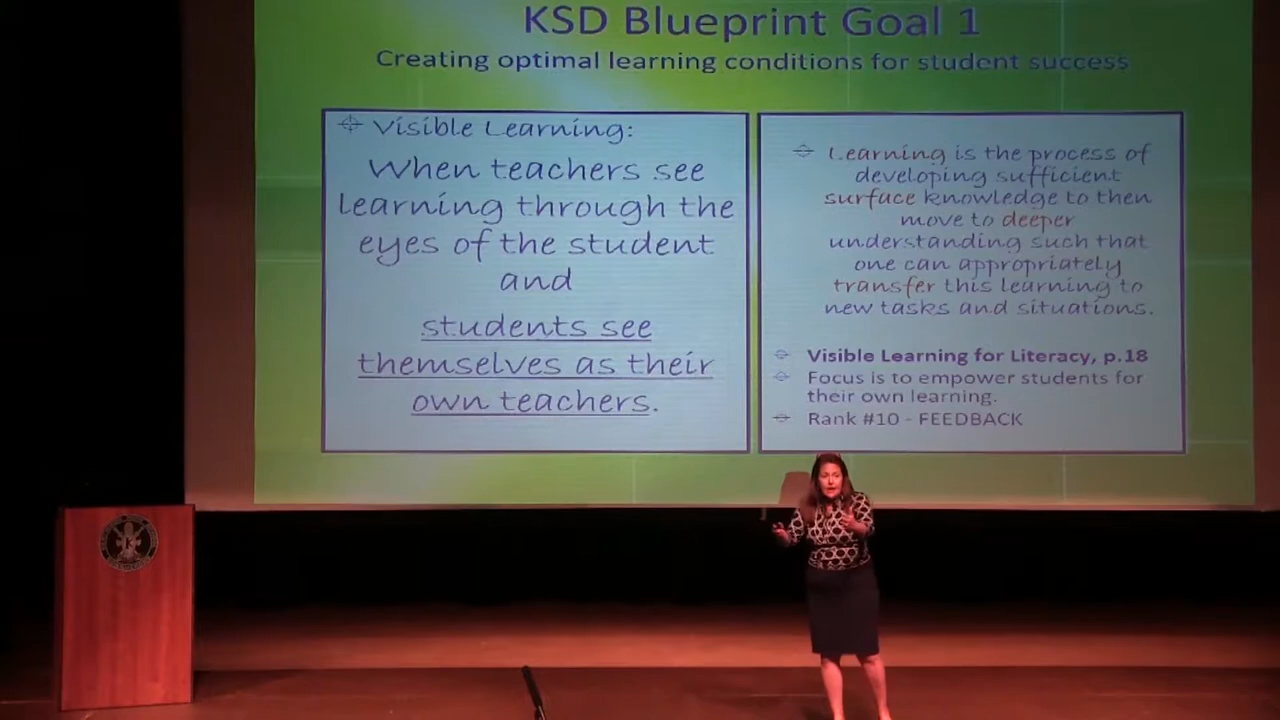 KSD Blueprint Goal 1
Creating optimal learning conditions for student success
Visible Learning:
When teachers see
learning through the
eyes of the student
and
students see
themselves as their
own teachers.
Learning is the process of
developing sufficient
surface knowledge to then
move to deeper
understanding such that
one can appropriately
transfer this learning to
new tasks and situations.
Visible Learning for Literacy, p.18
Focus is to empower students for
their own learning.
Rank #10 - FEEDBACK